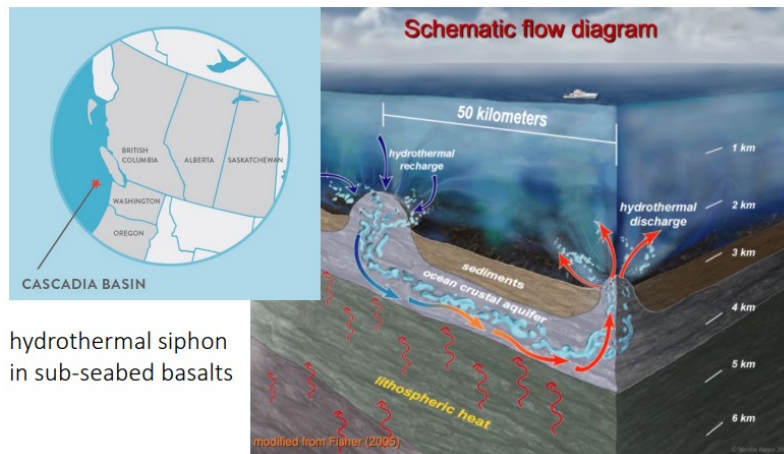 Schematic flow diagram
BRITISH
COLUMBIA
ALBERTA
SASKATCHEWAN
WASHINGTON
OREGON
CASCADIA BASIN
hydrothermal siphon
in sub-seabed basalts
50 kilometers
hydrothermal
recharge
hydrothermal
discharge
sediments
ocean crustal aquifer
lithospheric heat
1 km
2 km
3 km
4 km
5 km
6 km
modified from Fisher (2005)